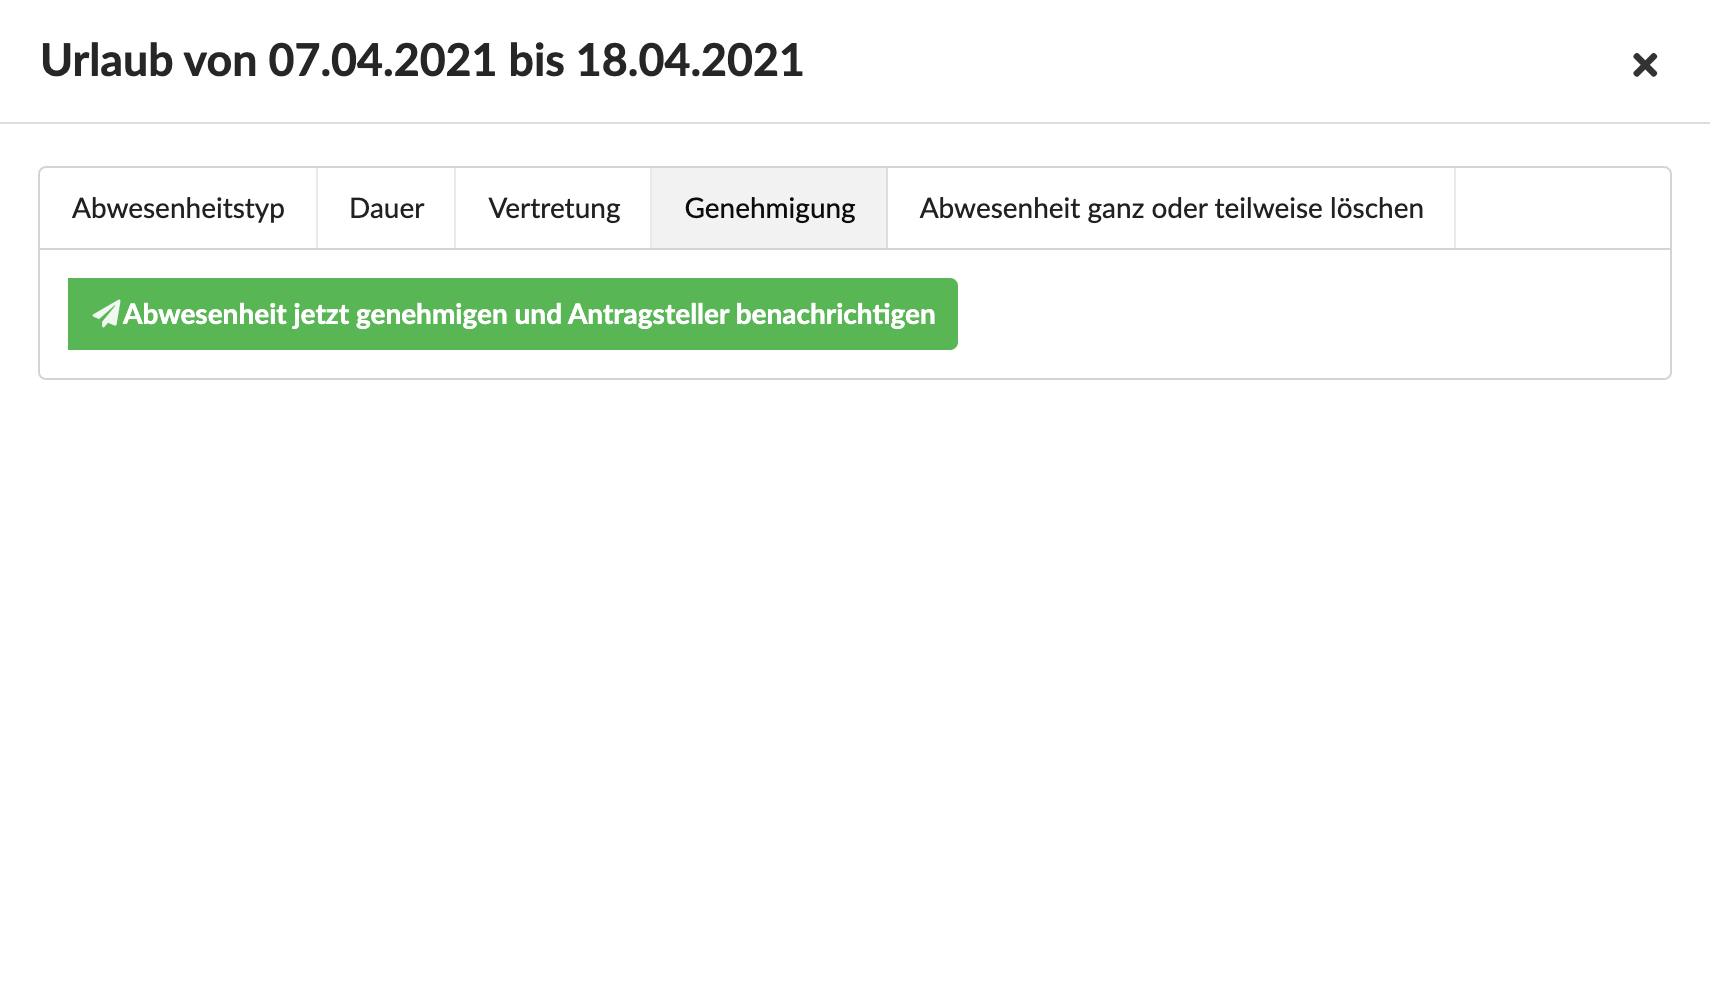 Urlaub von 07.04.2021 bis 18.04.2021
Abwesenheitstyp
Dauer
Vertretung
Genehmigung
Abwesenheit ganz oder teilweise löschen
Abwesenheit jetzt genehmigen und Antragsteller benachrichtigen